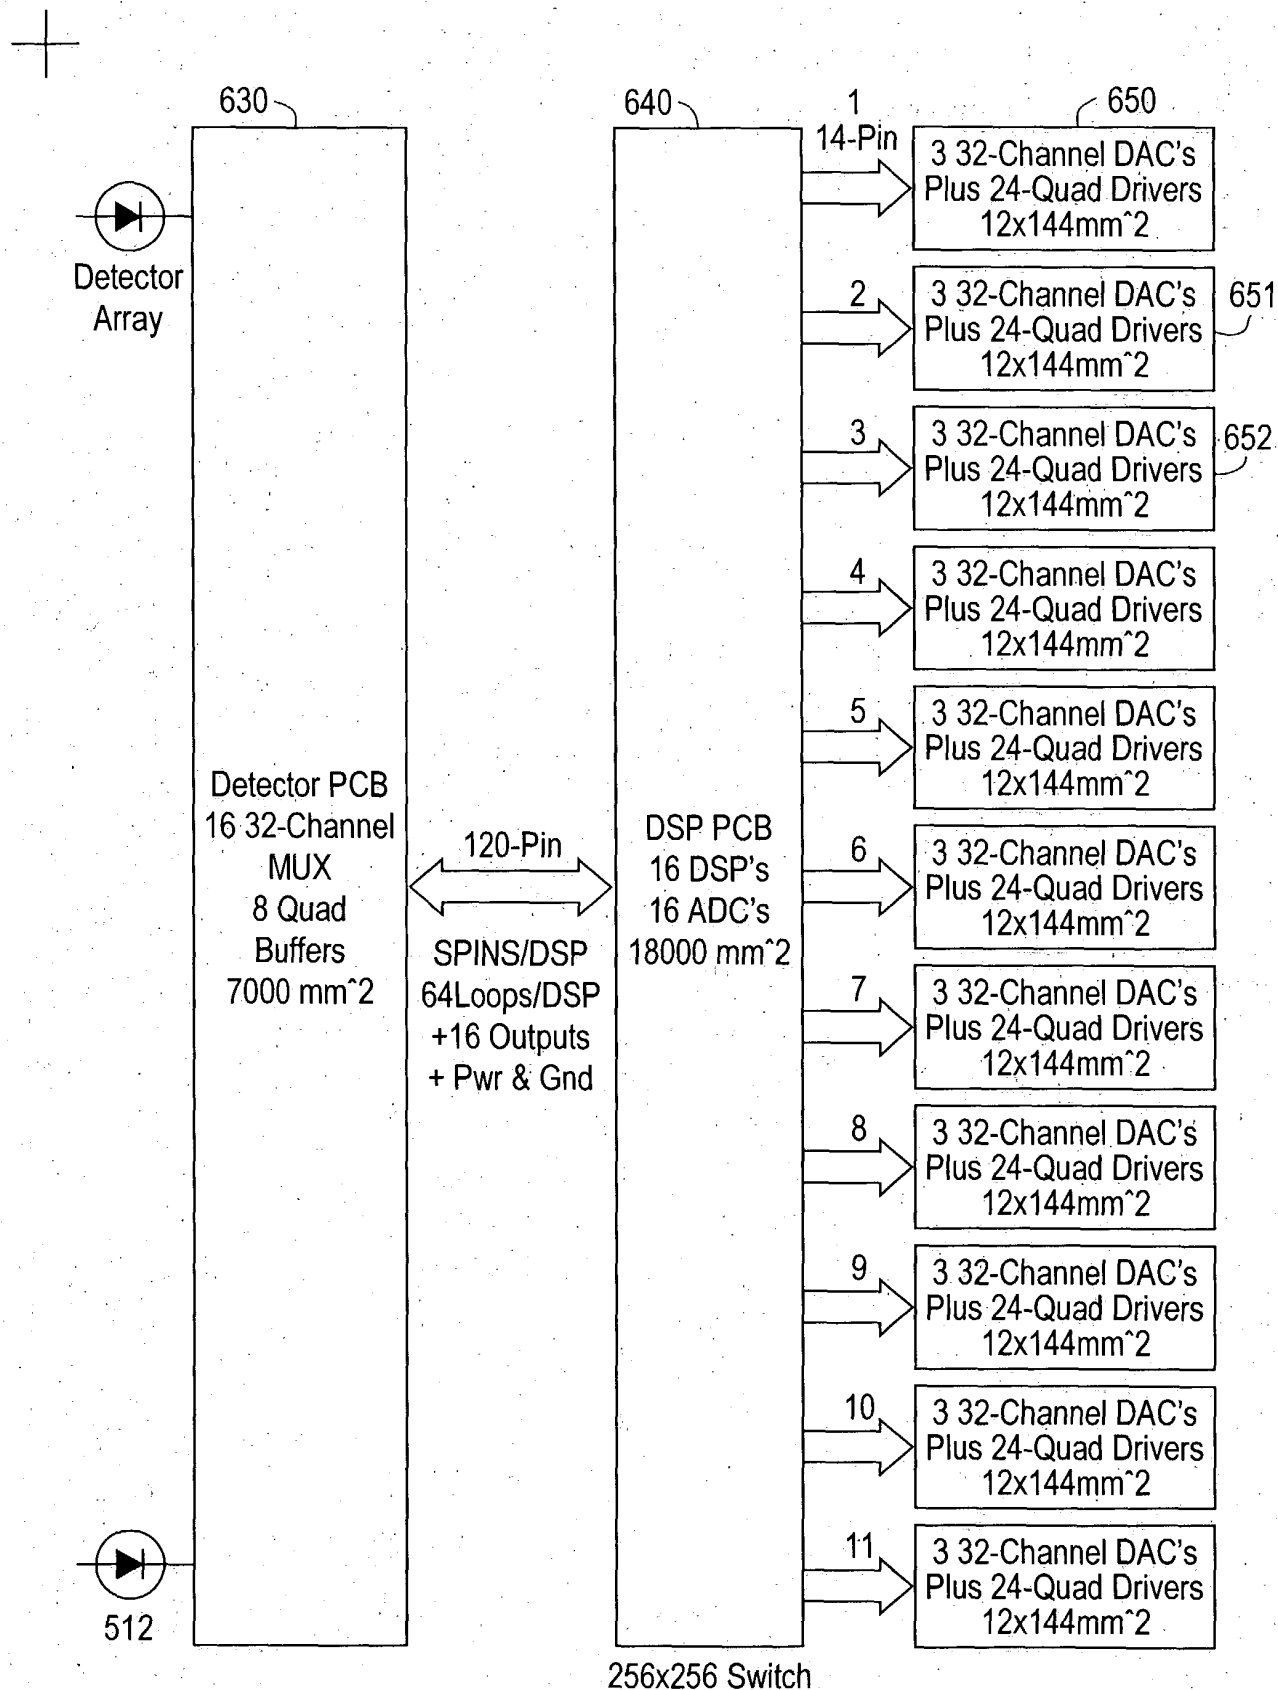 630
640
1
14-Pin
650
3 32-Channel DAC's
Plus 24-Quad Drivers
12x144mm^2
Detector
Array
2
3 32-Channel DAC's
Plus 24-Quad Drivers
12x144mm^2
651
3
3 32-Channel DAC's
Plus 24-Quad Drivers
12x144mm^2
652
4
3 32-Channel DAC's
Plus 24-Quad Drivers
12x144mm^2
5
3 32-Channel DAC's
Plus 24-Quad Drivers
12x144mm^2
Detector PCB
16 32-Channel
MUX
8 Quad
Buffers
7000 mm^2
120-Pin
SPINS/DSP
64Loops/DSP
+16 Outputs
+ Pwr & Gnd
DSP PCB
16 DSP's
16 ADC's
18000 mm^2
6
3 32-Channel DAC's
Plus 24-Quad Drivers
12x144mm^2
7
3 32-Channel DAC's
Plus 24-Quad Drivers
12x144mm^2
8
3 32-Channel DAC's
Plus 24-Quad Drivers
12x144mm^2
9
3 32-Channel DAC's
Plus 24-Quad Drivers
12x144mm^2
10
3 32-Channel DAC's
Plus 24-Quad Drivers
12x144mm^2
11
3 32-Channel DAC's
Plus 24-Quad Drivers
12x144mm^2
512
256x256 Switch